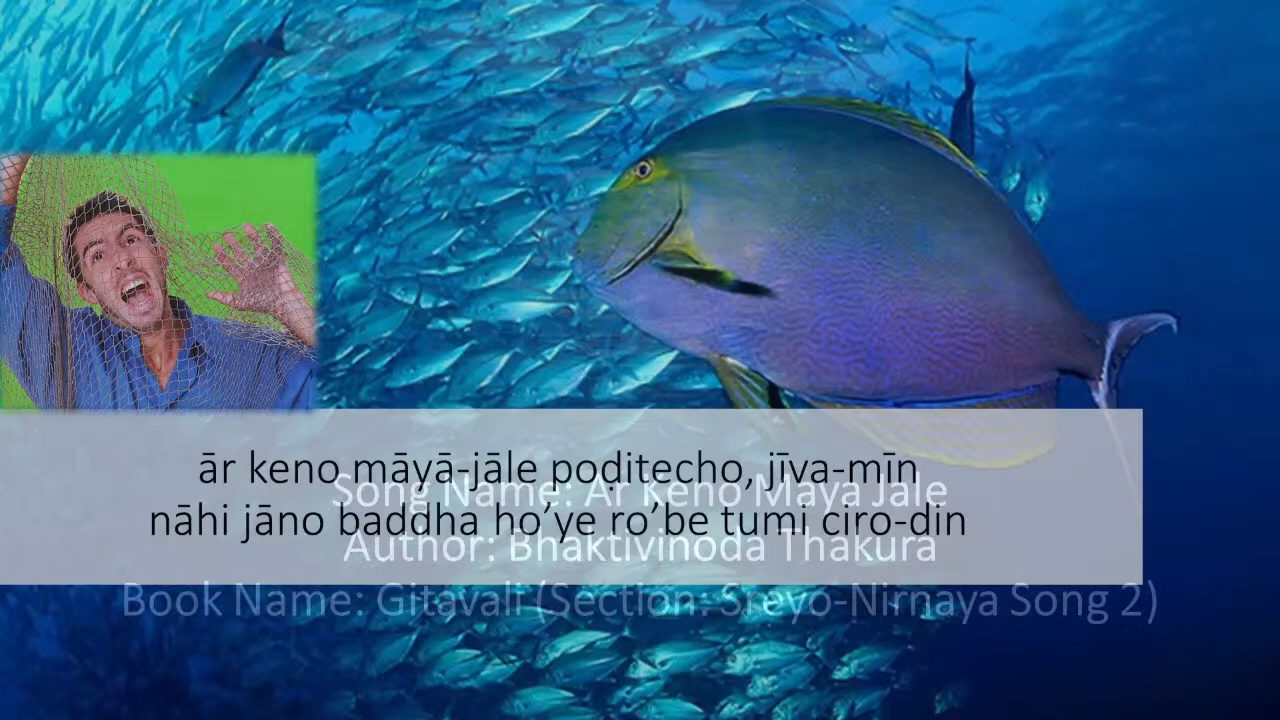 ār keno māyā-jāle poḍitecho, jīva-mīn
Song Name: Ar Keno Maya Jale
nāhi jāno baddha ho’ye ro’be tumi ciro-din
Author: Bhaktivinoda Thakura
Book Name: Gitavali (Section: Sreyo-Nirnaya Song 2)